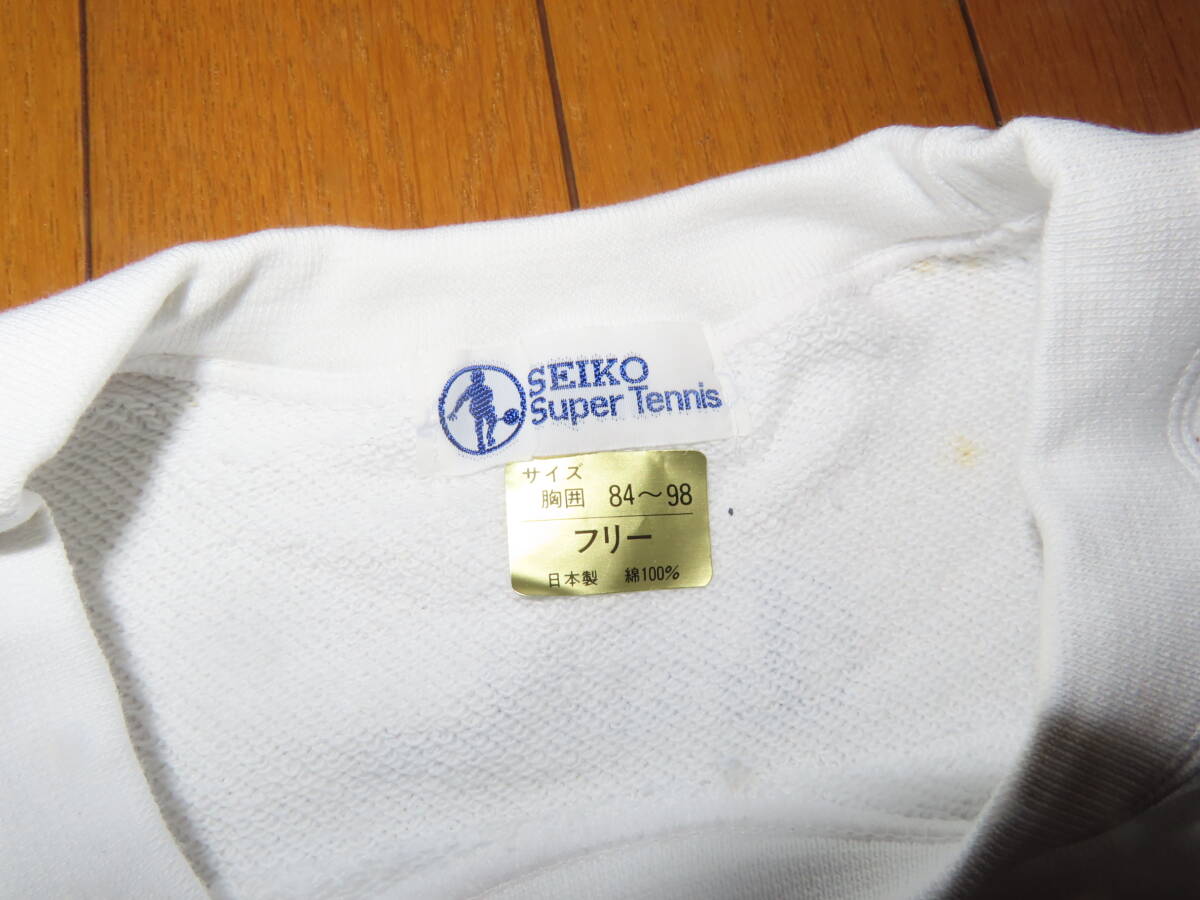 SEIKO
Super Tennis
サイズ
胸囲 84～98
フリー
日本製 綿100%